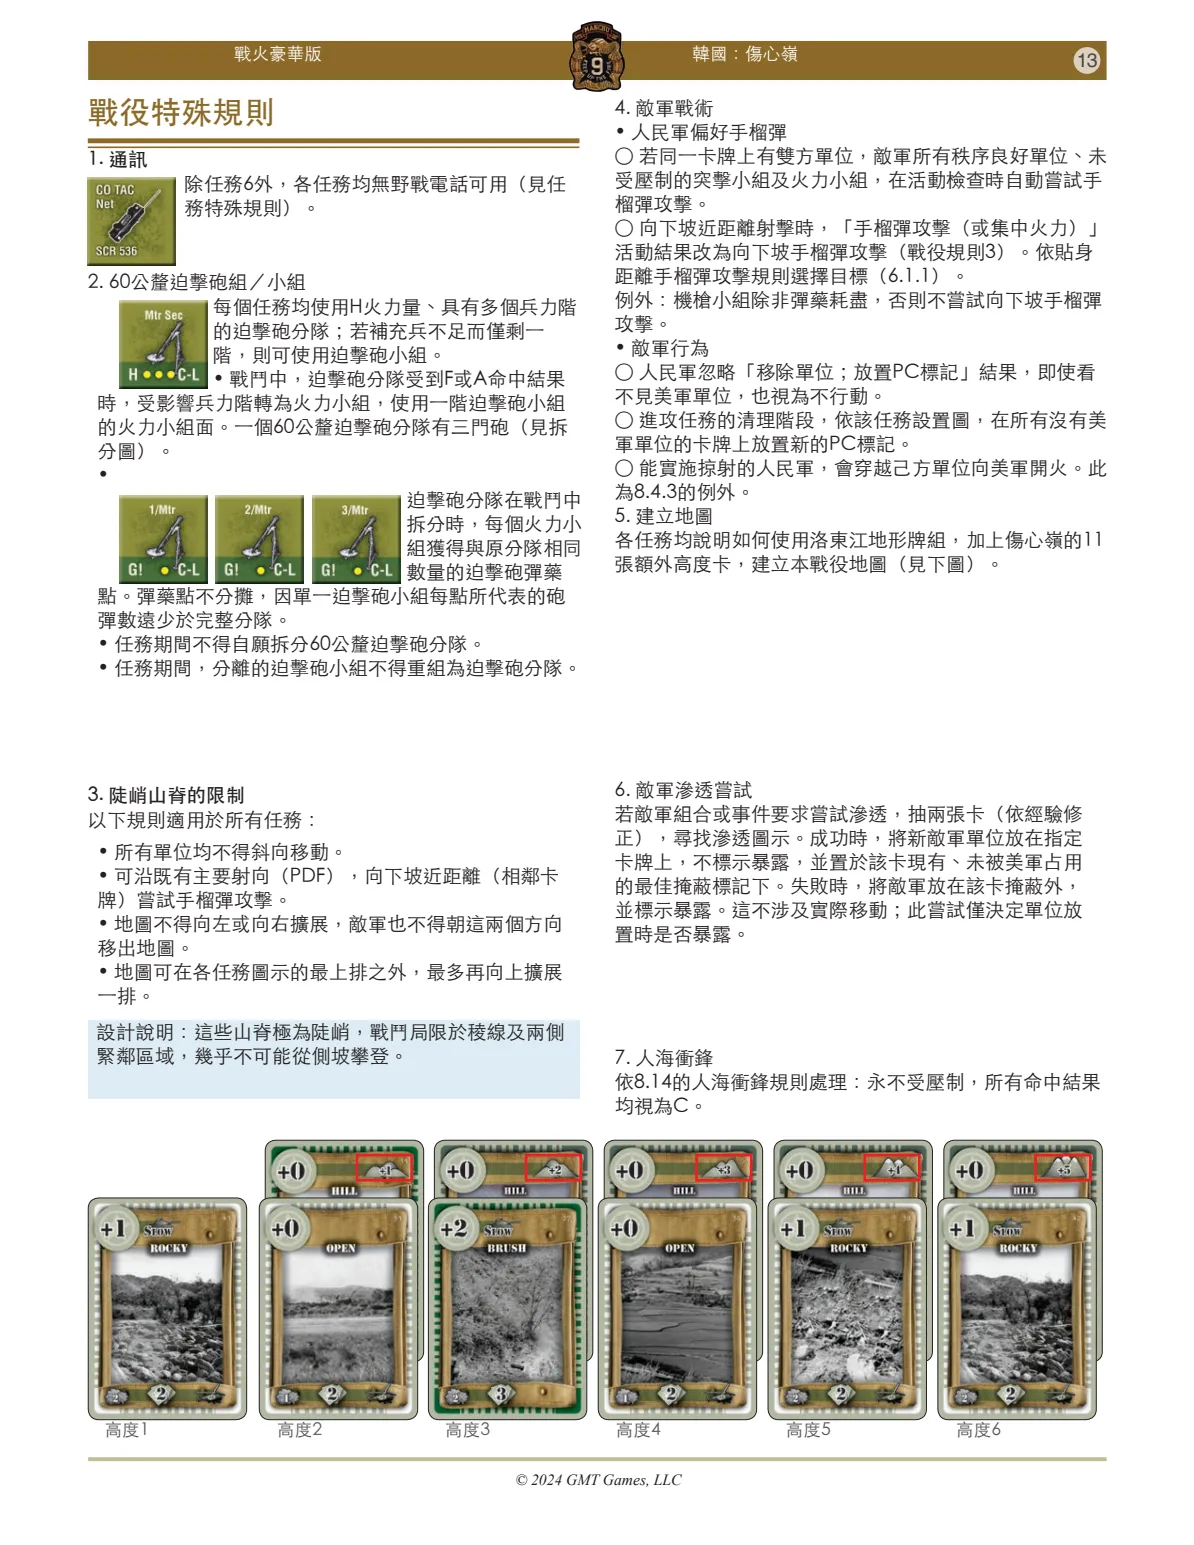 戰火豪華版
MANCHU
9
韓國：傷心嶺
13
戰役特殊規則
1. 通訊
CO TAC
Net
SCR 536
除任務6外，各任務均無野戰電話可用（見任
務特殊規則）。
2. 60公釐迫擊砲組／小組
Mtr Sec
H C-L
每個任務均使用H火力量、具有多個兵力階
的迫擊砲分隊；若補充兵不足而僅剩一
階，則可使用迫擊砲小組。
• 戰鬥中，迫擊砲分隊受到F或A命中結果
時，受影響兵力階轉為火力小組，使用一階迫擊砲小組
的火力小組面。一個60公釐迫擊砲分隊有三門砲（見拆
分圖）。
•
1/Mtr
G! C-L
2/Mtr
G! C-L
3/Mtr
G! C-L
迫擊砲分隊在戰鬥中
拆分時，每個火力小
組獲得與原分隊相同
數量的迫擊砲彈藥
點。彈藥點不分攤，因單一迫擊砲小組每點所代表的砲
彈數遠少於完整分隊。
• 任務期間不得自願拆分60公釐迫擊砲分隊。
• 任務期間，分離的迫擊砲小組不得重組為迫擊砲分隊。
3. 陡峭山脊的限制
以下規則適用於所有任務：
• 所有單位均不得斜向移動。
• 可沿既有主要射向（PDF），向下坡近距離（相鄰卡
牌）嘗試手榴彈攻擊。
• 地圖不得向左或向右擴展，敵軍也不得朝這兩個方向
移出地圖。
• 地圖可在各任務圖示的最上排之外，最多再向上擴展
一排。
設計說明：這些山脊極為陡峭，戰鬥局限於稜線及兩側
緊鄰區域，幾乎不可能從側坡攀登。
4. 敵軍戰術
• 人民軍偏好手榴彈
○ 若同一卡牌上有雙方單位，敵軍所有秩序良好單位、未
受壓制的突擊小組及火力小組，在活動檢查時自動嘗試手
榴彈攻擊。
○ 向下坡近距離射擊時，「手榴彈攻擊（或集中火力）」
活動結果改為向下坡手榴彈攻擊（戰役規則3）。依貼身
距離手榴彈攻擊規則選擇目標（6.1.1）。
例外：機槍小組除非彈藥耗盡，否則不嘗試向下坡手榴彈
攻擊。
• 敵軍行為
○ 人民軍忽略「移除單位；放置PC標記」結果，即使看
不見美軍單位，也視為不行動。
○ 進攻任務的清理階段，依該任務設置圖，在所有沒有美
軍單位的卡牌上放置新的PC標記。
○ 能實施掠射的人民軍，會穿越己方單位向美軍開火。此
為8.4.3的例外。
5. 建立地圖
各任務均說明如何使用洛東江地形牌組，加上傷心嶺的11
張額外高度卡，建立本戰役地圖（見下圖）。
6. 敵軍滲透嘗試
若敵軍組合或事件要求嘗試滲透，抽兩張卡（依經驗修
正），尋找滲透圖示。成功時，將新敵軍單位放在指定
卡牌上，不標示暴露，並置於該卡現有、未被美軍占用
的最佳掩蔽標記下。失敗時，將敵軍放在該卡掩蔽外，
並標示暴露。這不涉及實際移動；此嘗試僅決定單位放
置時是否暴露。
7. 人海衝鋒
依8.14的人海衝鋒規則處理：永不受壓制，所有命中結果
均視為C。
+0 +1 HILL
+0 +2 HILL
+0 +3 HILL
+0 +4 HILL
+0 +5 HILL
+1 SLOW ROCKY
+0 OPEN
+2 SLOW BRUSH
+0 OPEN
+1 SLOW ROCKY
+1 SLOW ROCKY
2 2
1 2
2 3
1 2
2 2
2 2
高度1
高度2
高度3
高度4
高度5
高度6
© 2024 GMT Games, LLC